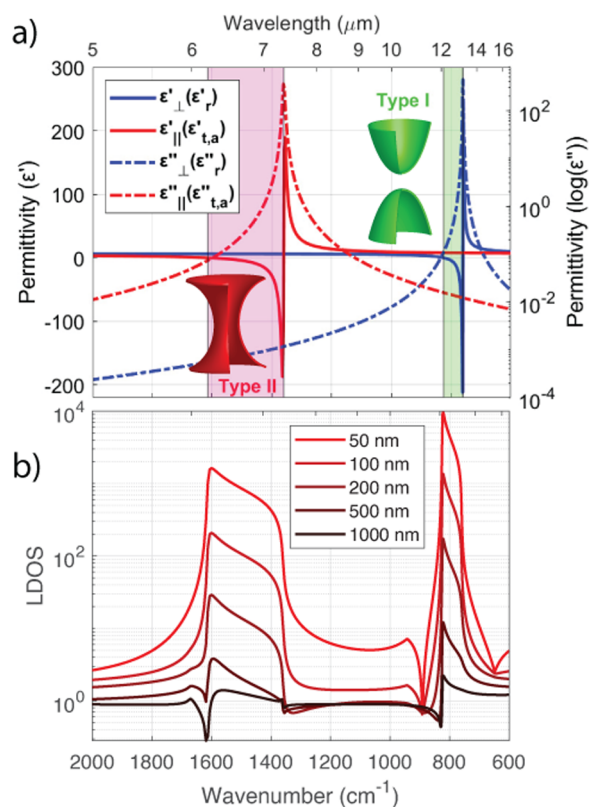 a)
Wavelength (μm)
5 6 7 8 9 10 12 14 16
300
200
100
0
-100
-200
Permittivity (ε')
ε'⊥(ε'r)
ε'||(ε't,a)
ε''⊥(ε''r)
ε''||(ε''t,a)
Type I
Type II
10^2
10^0
10^-2
10^-4
Permittivity (log(ε''))
b)
10^4
10^2
10^0
LDOS
50 nm
100 nm
200 nm
500 nm
1000 nm
2000 1800 1600 1400 1200 1000 800 600
Wavenumber (cm^-1)